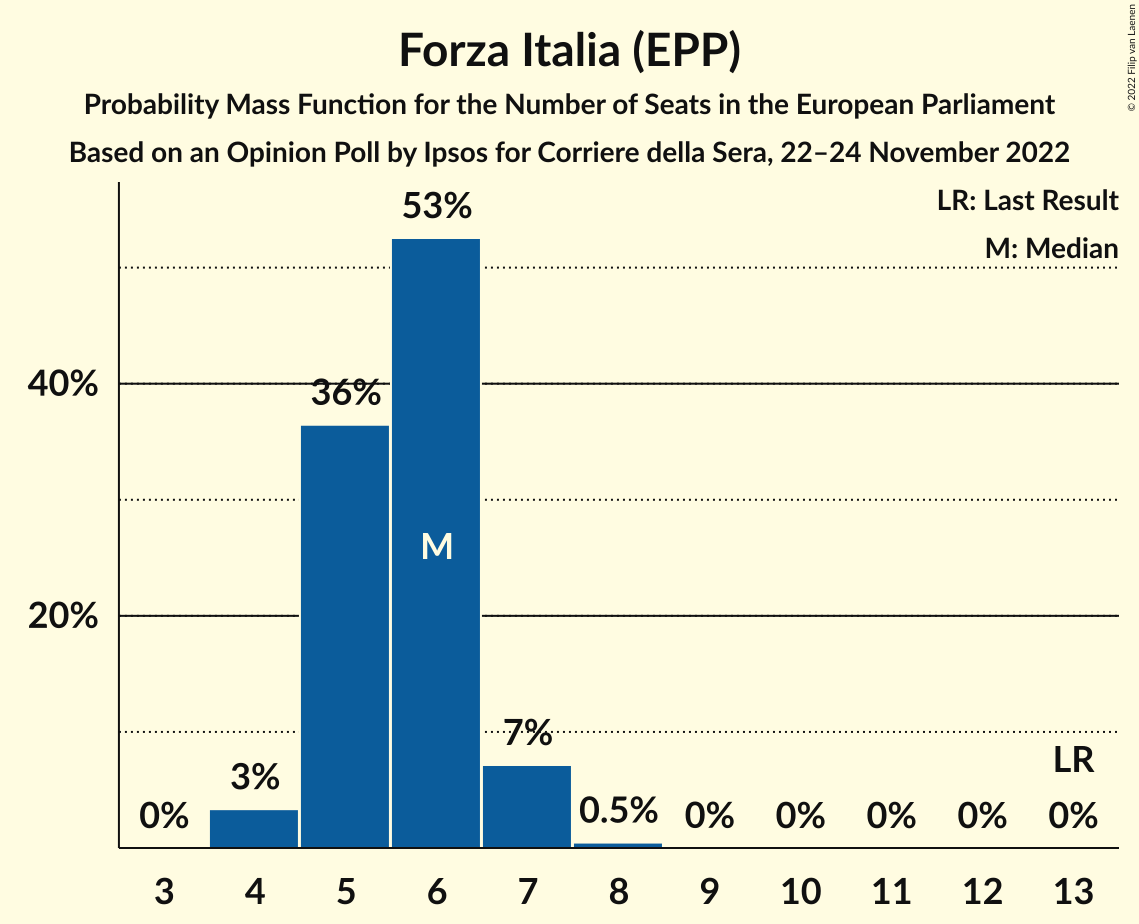 Forza Italia (EPP)
Probability Mass Function for the Number of Seats in the European Parliament
Based on an Opinion Poll by Ipsos for Corriere della Sera, 22–24 November 2022
© 2022 Filip van Laenen
LR: Last Result
M: Median
53%
40%
36%
M
20%
7%
LR
3%
0%
0.5%
0%
0%
0%
0%
0%
3 4 5 6 7 8 9 10 11 12 13